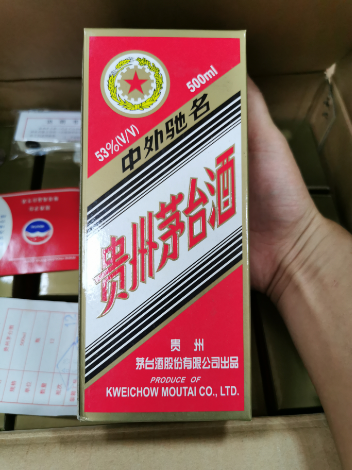 53%(V/V)
500ml
中外驰名
贵州茅台酒
贵州
茅台酒股份有限公司出品
PRODUCE OF
KWEICHOW MOUTAI CO., LTD.